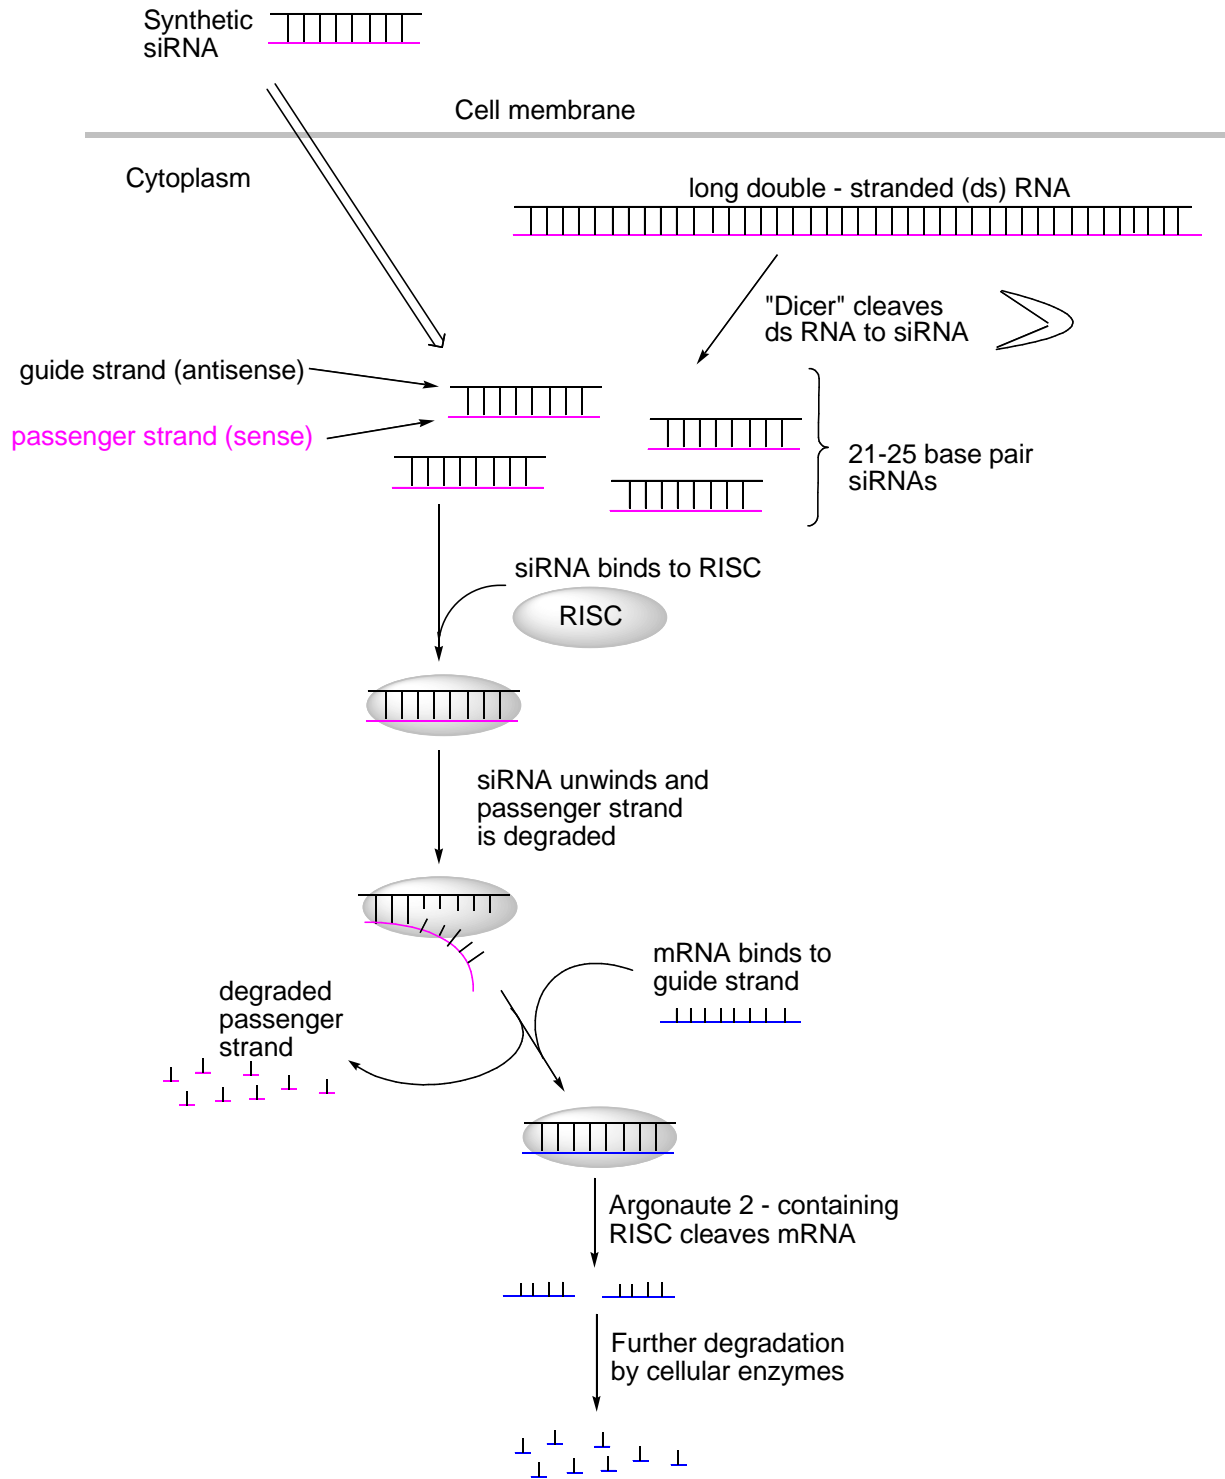 Synthetic
siRNA
Cell membrane
Cytoplasm
long double - stranded (ds) RNA
"Dicer" cleaves
ds RNA to siRNA
guide strand (antisense)
passenger strand (sense)
21-25 base pair
siRNAs
siRNA binds to RISC
RISC
siRNA unwinds and
passenger strand
is degraded
mRNA binds to
guide strand
degraded
passenger
strand
Argonaute 2 - containing
RISC cleaves mRNA
Further degradation
by cellular enzymes